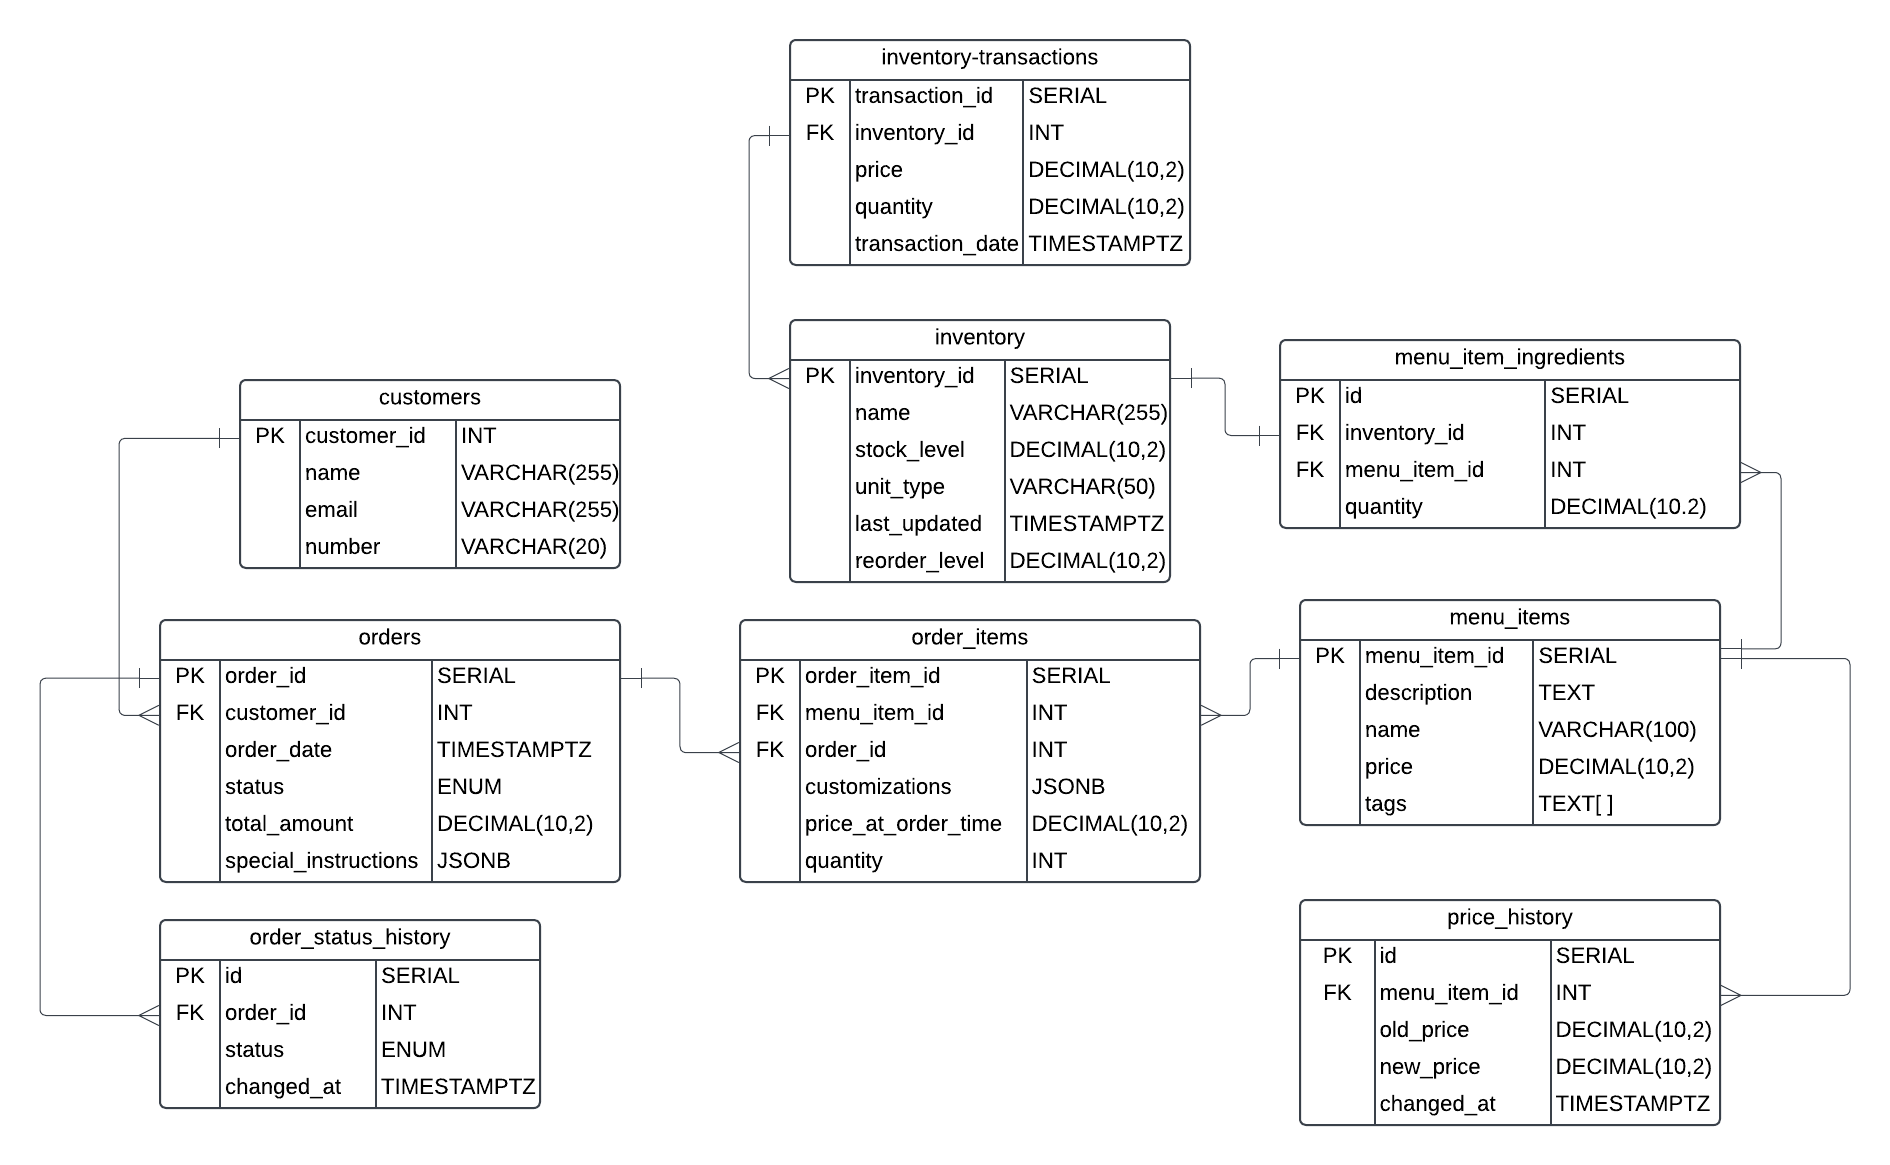 inventory-transactions
PK transaction_id SERIAL
FK inventory_id INT
price DECIMAL(10,2)
quantity DECIMAL(10,2)
transaction_date TIMESTAMPTZ
inventory
PK inventory_id SERIAL
name VARCHAR(255)
stock_level DECIMAL(10,2)
unit_type VARCHAR(50)
last_updated TIMESTAMPTZ
reorder_level DECIMAL(10,2)
menu_item_ingredients
PK id SERIAL
FK inventory_id INT
FK menu_item_id INT
quantity DECIMAL(10.2)
customers
PK customer_id INT
name VARCHAR(255)
email VARCHAR(255)
number VARCHAR(20)
orders
PK order_id SERIAL
FK customer_id INT
order_date TIMESTAMPTZ
status ENUM
total_amount DECIMAL(10,2)
special_instructions JSONB
order_items
PK order_item_id SERIAL
FK menu_item_id INT
FK order_id INT
customizations JSONB
price_at_order_time DECIMAL(10,2)
quantity INT
menu_items
PK menu_item_id SERIAL
description TEXT
name VARCHAR(100)
price DECIMAL(10,2)
tags TEXT[ ]
order_status_history
PK id SERIAL
FK order_id INT
status ENUM
changed_at TIMESTAMPTZ
price_history
PK id SERIAL
FK menu_item_id INT
old_price DECIMAL(10,2)
new_price DECIMAL(10,2)
changed_at TIMESTAMPTZ